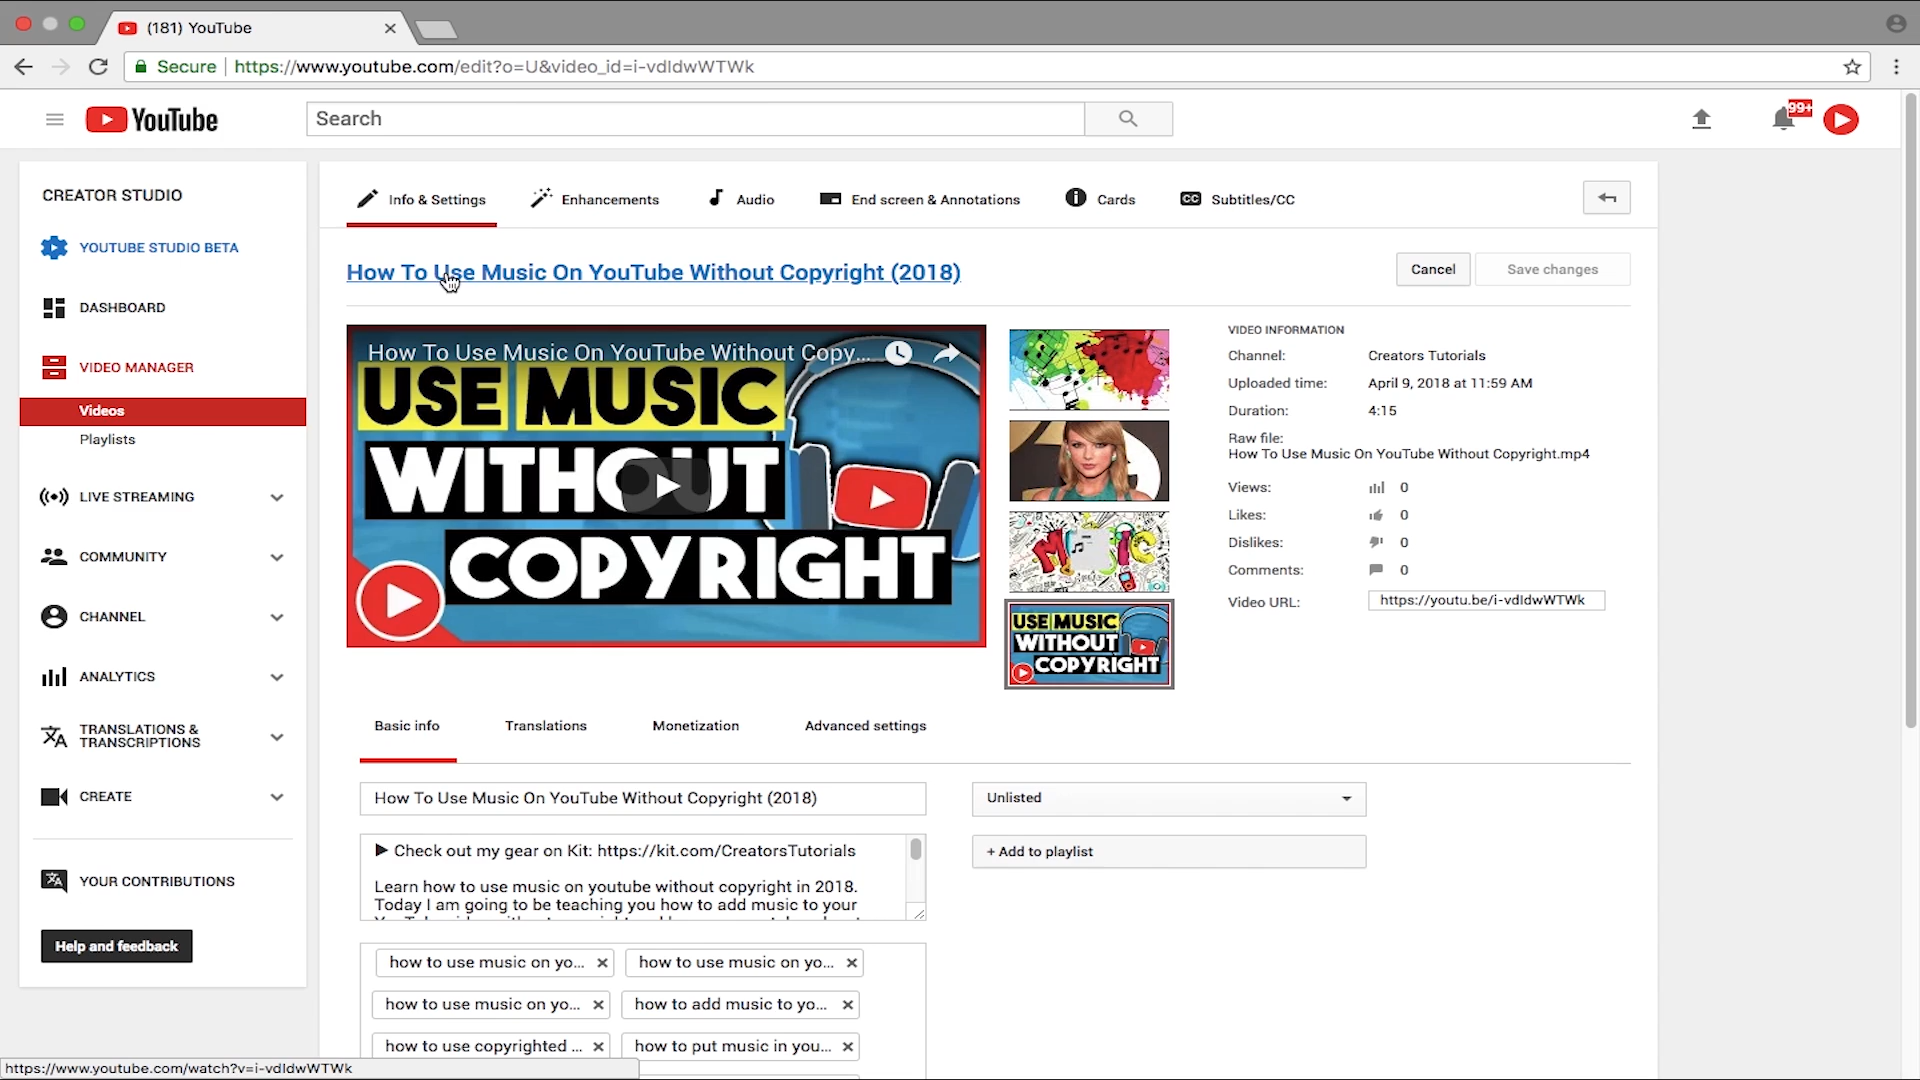 (181) YouTube
Secure
https://www.youtube.com/edit?o=U&video_id=i-vdIdwWTWk
YouTube
Search
99+
CREATOR STUDIO
YOUTUBE STUDIO BETA
DASHBOARD
VIDEO MANAGER
Videos
Playlists
LIVE STREAMING
COMMUNITY
CHANNEL
ANALYTICS
TRANSLATIONS &
TRANSCRIPTIONS
CREATE
YOUR CONTRIBUTIONS
Help and feedback
Info & Settings
Enhancements
Audio
End screen & Annotations
Cards
CC Subtitles/CC
How To Use Music On YouTube Without Copyright (2018)
Cancel
Save changes
How To Use Music On YouTube Without Copy...
USE MUSIC
WITHOUT
COPYRIGHT
MUSIC
USE MUSIC
WITHOUT
COPYRIGHT
VIDEO INFORMATION
Channel: Creators Tutorials
Uploaded time: April 9, 2018 at 11:59 AM
Duration: 4:15
Raw file:
How To Use Music On YouTube Without Copyright.mp4
Views: 0
Likes: 0
Dislikes: 0
Comments: 0
Video URL: https://youtu.be/i-vdIdwWTWk
Basic info
Translations
Monetization
Advanced settings
How To Use Music On YouTube Without Copyright (2018)
Unlisted
+ Add to playlist
► Check out my gear on Kit: https://kit.com/CreatorsTutorials
Learn how to use music on youtube without copyright in 2018.
Today I am going to be teaching you how to add music to your
how to use music on yo... ×
how to use music on yo... ×
how to use music on yo... ×
how to add music to yo... ×
how to use copyrighted ... ×
how to put music in you... ×
https://www.youtube.com/watch?v=i-vdIdwWTWk